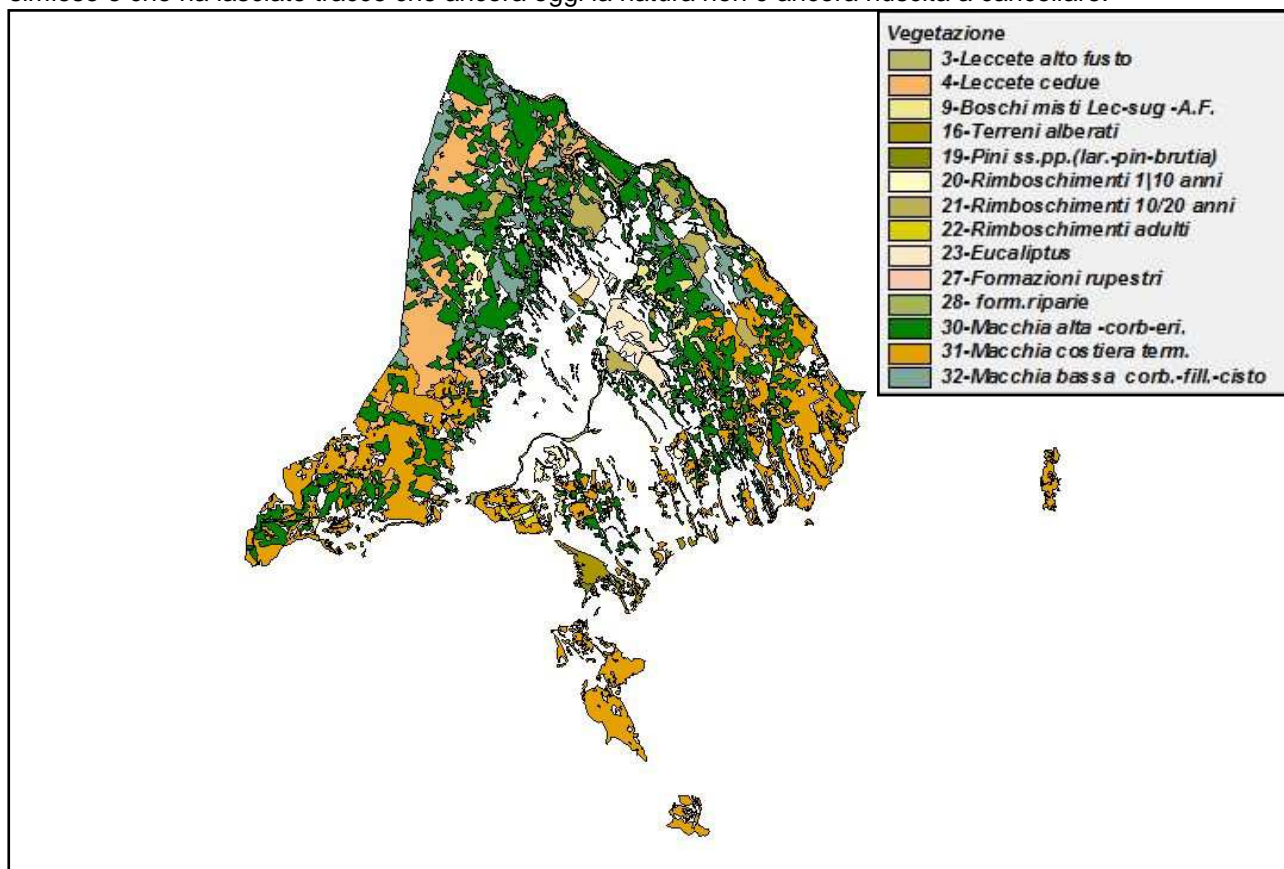 Vegetazione
3-Leccete alto fusto
4-Leccete cedue
9-Boschi misti Lec-sug -A.F.
16-Terreni alberati
19-Pini ss.pp.(lar.-pin-brutia)
20-Rimboschimenti 1|10 anni
21-Rimboschimenti 10/20 anni
22-Rimboschimenti adulti
23-Eucaliptus
27-Formazioni rupestri
28- form.riparie
30-Macchia alta -corb-eri.
31-Macchia costiera term.
32-Macchia bassa corb.-fill.-cisto